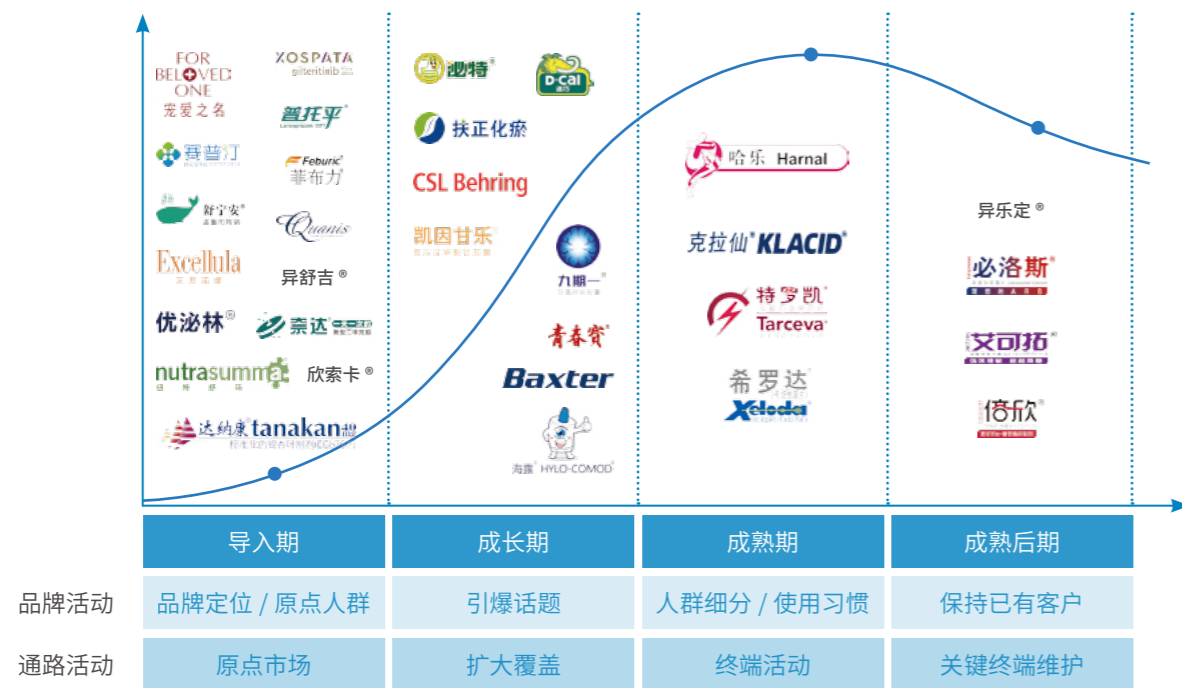 FOR
BELOVED
ONE
宠爱之名
XOSPATA
gilteritinib
普托平®
赛普汀
Feburic®
菲布力
新宁安®
Quanis
Excellula
异舒吉®
优泌林®
奈达®
nutrasumma
纽 斯 舒 玛
欣索卡®
达纳康®tanakan
泌特®
D-Cal
迪巧
扶正化瘀
CSL Behring
凯因甘乐®
九期一®
青春宝®
Baxter
海露® HYLO-COMOD®
哈乐 Harnal
克拉仙®KLACID®
特罗凯®
Tarceva®
希罗达®
Xeloda®
异乐定®
必洛斯®
艾可拓®
倍欣®
导入期 成长期 成熟期 成熟后期
品牌活动 品牌定位 / 原点人群 引爆话题 人群细分 / 使用习惯 保持已有客户
通路活动 原点市场 扩大覆盖 终端活动 关键终端维护